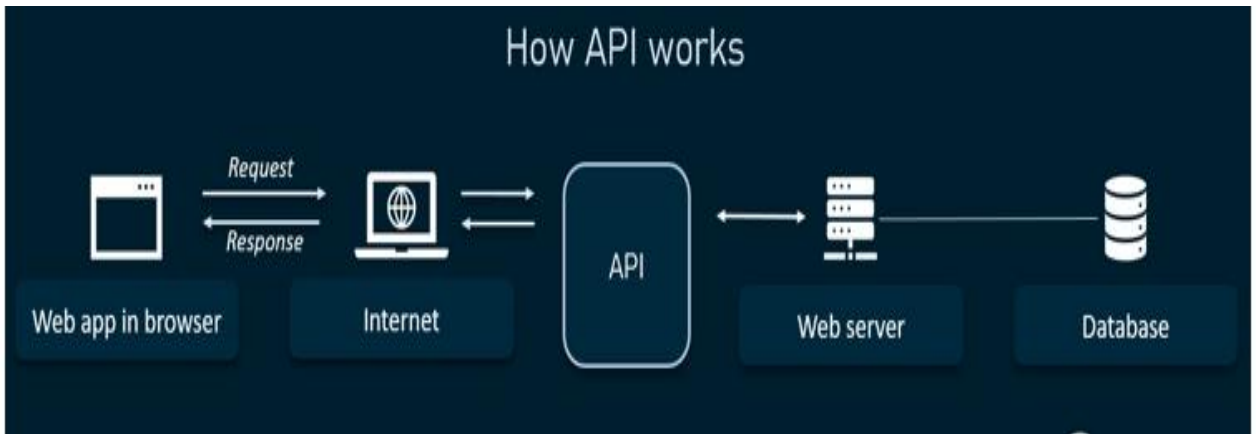 How API works
Request
Response
API
Web app in browser
Internet
Web server
Database